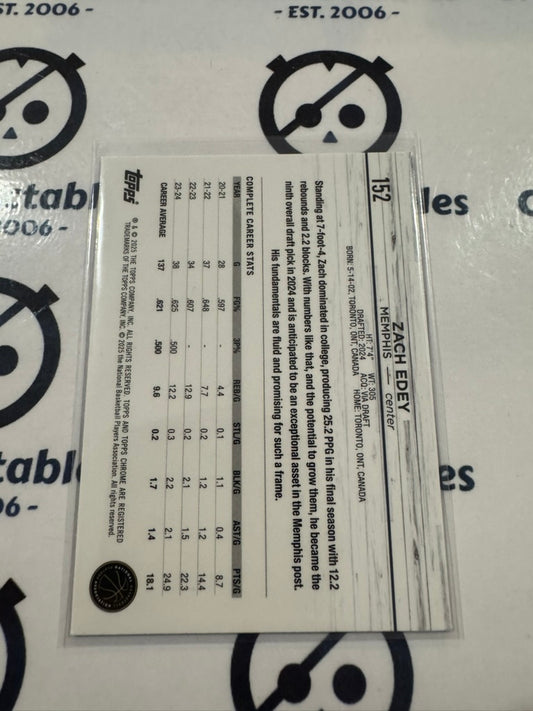 ST. 2006 -
- EST. 2006 -
ctabl
les
2006 -
tabl
es
06 -
152
ZACH EDEY
MEMPHIS — center
HT: 7'4" WT: 305
DRAFTED: 2024 ACQ: VIA DRAFT
BORN: 5-14-02, TORONTO, ONT, CANADA HOME: TORONTO, ONT, CANADA
Standing at 7-foot-4, Zach dominated in college, producing 25.2 PPG in his final season with 12.2
rebounds and 2.2 blocks. With numbers like that, and the potential to grow them, he became the
ninth overall draft pick in 2024 and is anticipated to be an exceptional asset in the Memphis post.
His fundamentals are fluid and promising for such a frame.
COMPLETE CAREER STATS
YEAR G FG% 3P% REB/G STL/G BLK/G AST/G PTS/G
20-21 28 .597 - 4.4 0.1 1.1 0.4 8.7
21-22 37 .648 - 7.7 0.2 1.2 1.2 14.4
22-23 34 .607 - 12.9 0.2 2.1 1.5 22.3
23-24 38 .625 .500 12.2 0.3 2.2 2.1 24.9
CAREER AVERAGE 137 .621 .500 9.6 0.2 1.7 1.4 18.1
Topps
® & © 2025 THE TOPPS COMPANY, INC. ALL RIGHTS RESERVED. TOPPS AND TOPPS CHROME ARE REGISTERED
TRADEMARKS OF THE TOPPS COMPANY, INC. © 2025 the National Basketball Players Association. All rights reserved.